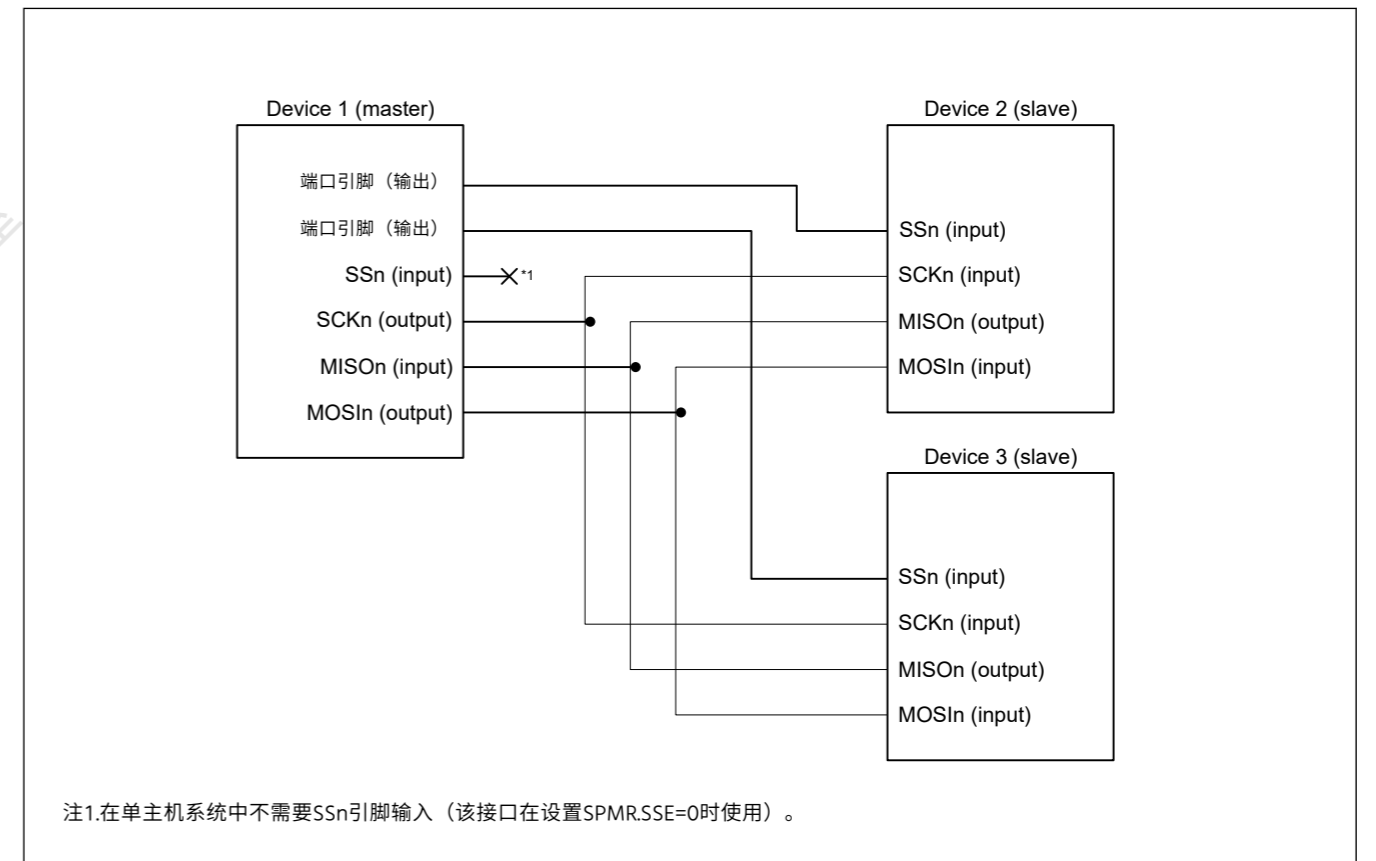 Device 1 (master)
端口引脚（输出）
端口引脚（输出）
SSn (input)
*1
SCKn (output)
MISOn (input)
MOSIn (output)
Device 2 (slave)
SSn (input)
SCKn (input)
MISOn (output)
MOSIn (input)
Device 3 (slave)
SSn (input)
SCKn (input)
MISOn (output)
MOSIn (input)
注1.在单主机系统中不需要SSn引脚输入（该接口在设置SPMR.SSE=0时使用）。